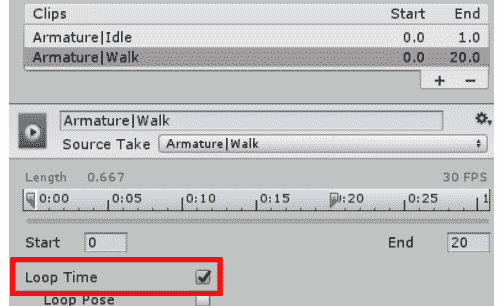 Clips Start End
Armature|Idle 0.0 1.0
Armature|Walk 0.0 20.0
+ −
Armature|Walk
Source Take Armature|Walk
Length 0.667 30 FPS
0:00 0:05 0:10 0:15 0:20 0:25 1
Start 0 End 20
Loop Time
Loop Pose